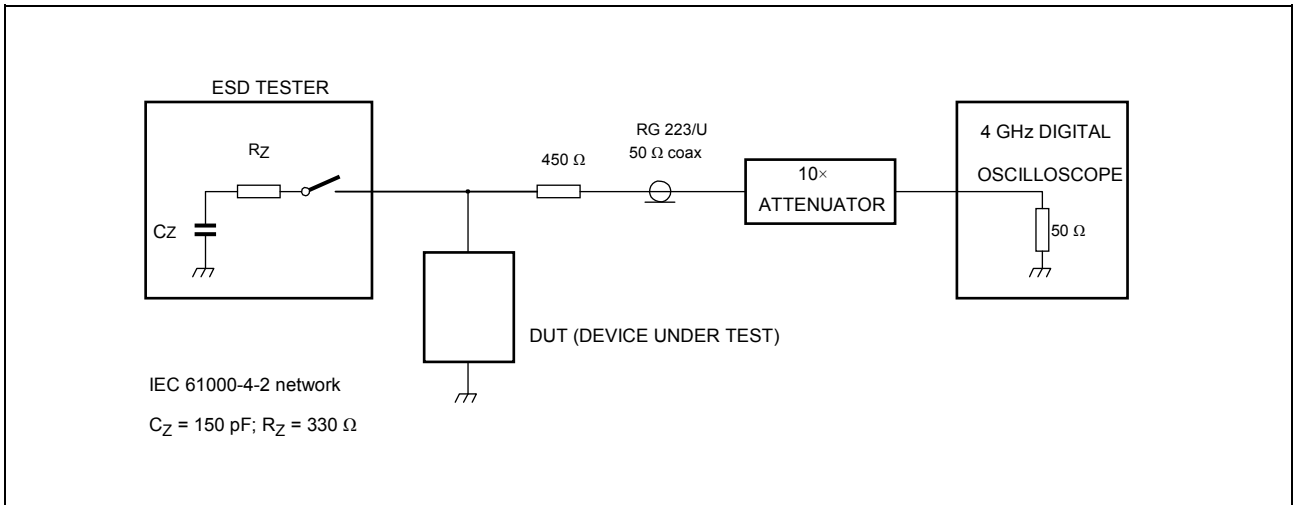 ESD TESTER
RZ
CZ
450 Ω
RG 223/U
50 Ω coax
10×
ATTENUATOR
4 GHz DIGITAL
OSCILLOSCOPE
50 Ω
DUT (DEVICE UNDER TEST)
IEC 61000-4-2 network
CZ = 150 pF; RZ = 330 Ω